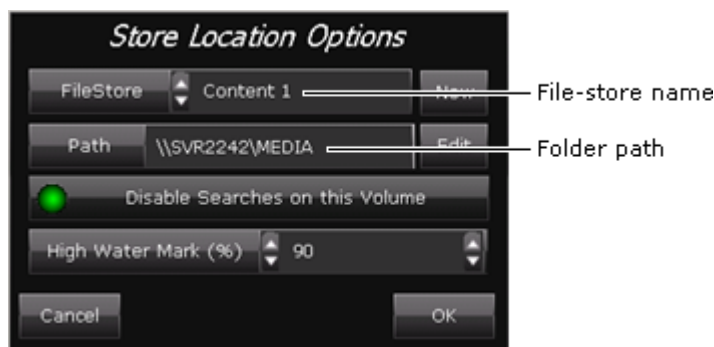 Store Location Options
FileStore Content 1 New File-store name
Path \\SVR2242\MEDIA Edit Folder path
Disable Searches on this Volume
High Water Mark (%) 90
Cancel OK